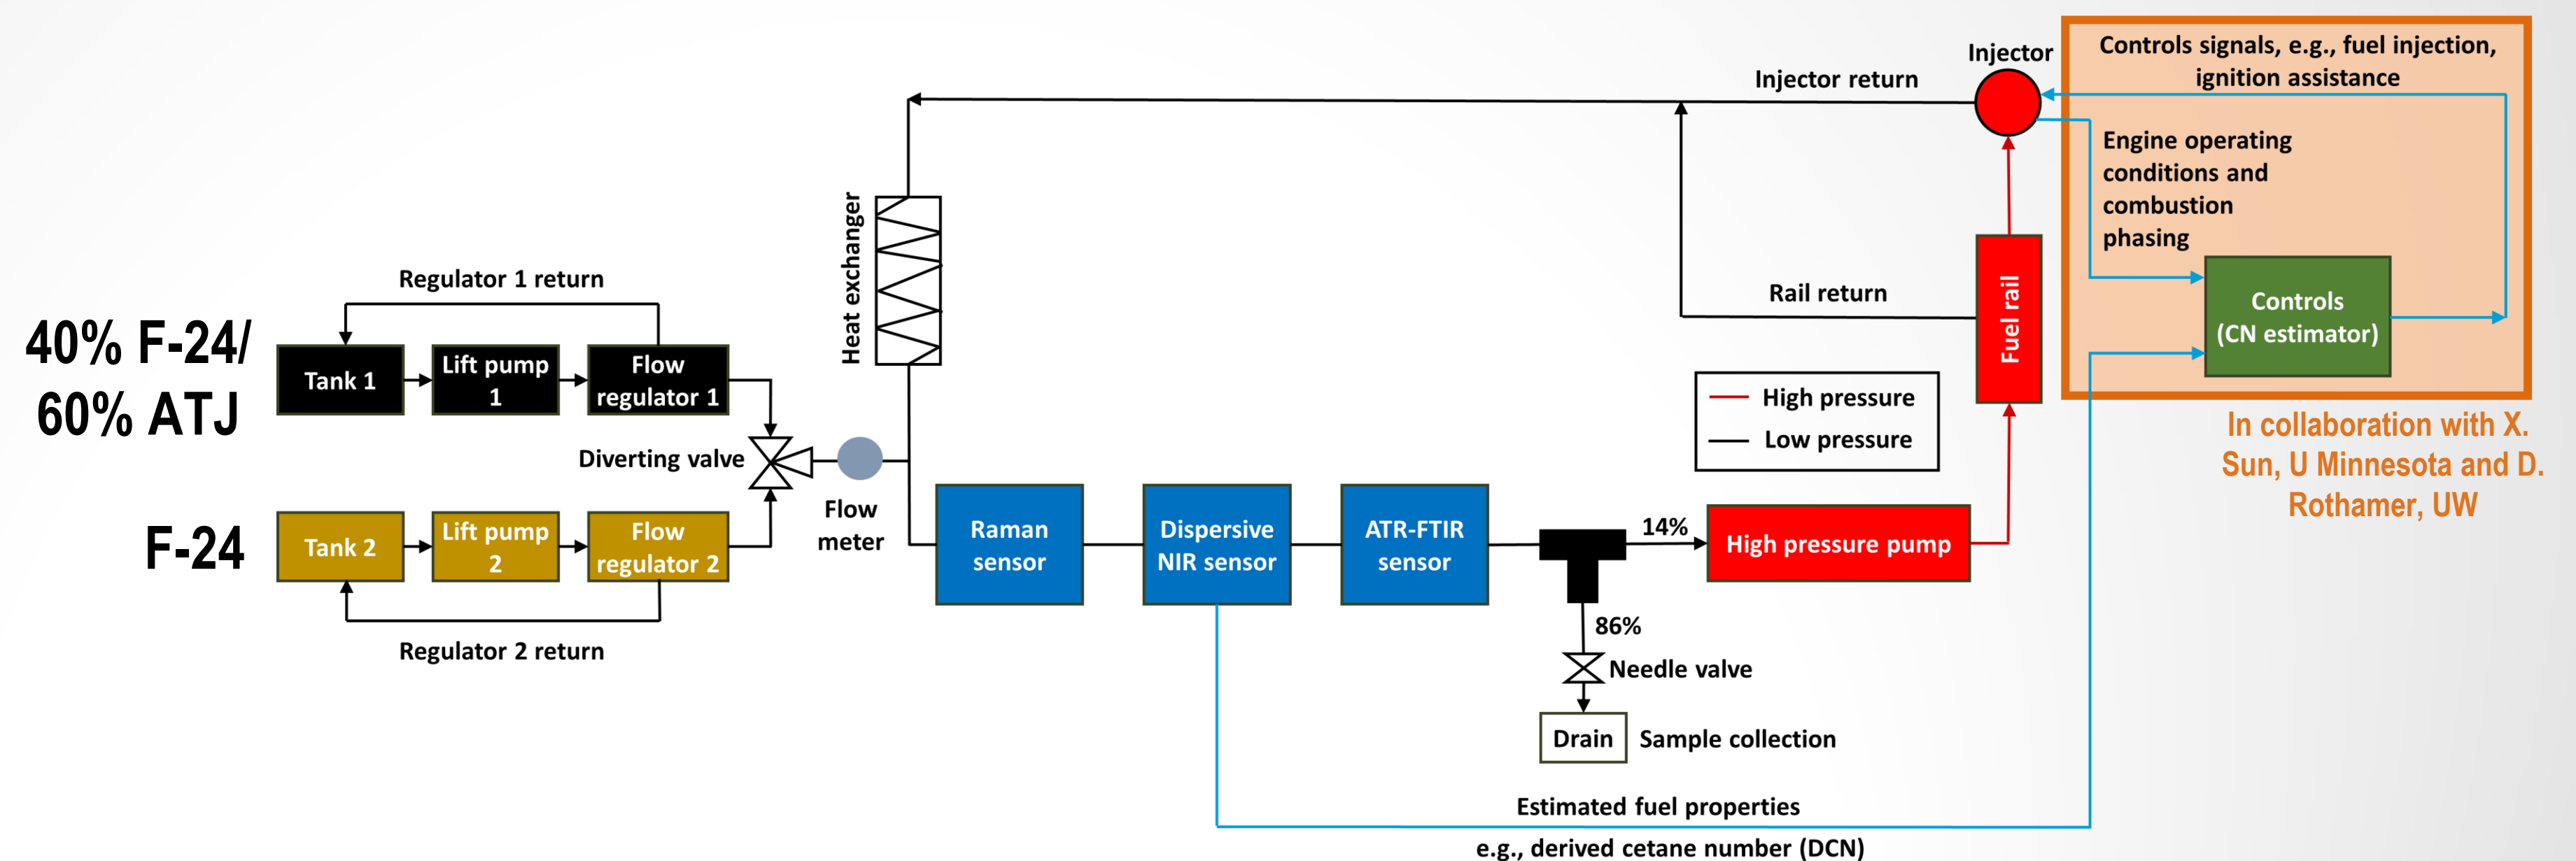 Injector
Controls signals, e.g., fuel injection,
ignition assistance
Injector return
Engine operating
conditions and
combustion
phasing
Heat exchanger
Regulator 1 return
Rail return
Fuel rail
Controls
(CN estimator)
40% F-24/
60% ATJ
Tank 1
Lift pump
1
Flow
regulator 1
High pressure
Low pressure
In collaboration with X.
Sun, U Minnesota and D.
Rothamer, UW
Diverting valve
Flow
meter
F-24
Tank 2
Lift pump
2
Flow
regulator 2
Raman
sensor
Dispersive
NIR sensor
ATR-FTIR
sensor
14%
High pressure pump
86%
Regulator 2 return
Needle valve
Drain
Sample collection
Estimated fuel properties
e.g., derived cetane number (DCN)